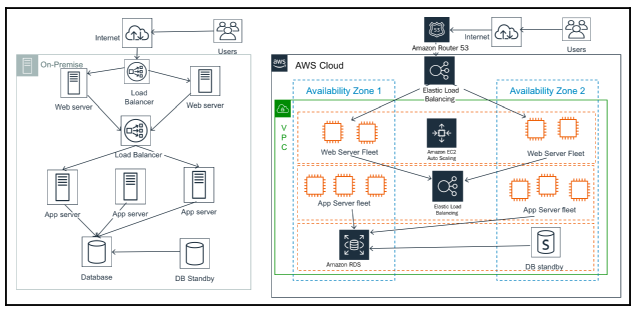 Internet
Users
On-Premise
Web server
Load
Balancer
Web server
Load Balancer
App server
App server
App server
Database
DB Standby
53
Amazon Router 53
Internet
Users
aws
AWS Cloud
Elastic Load
Balancing
Availability Zone 1
Availability Zone 2
V
P
C
Web Server Fleet
Amazon EC2
Auto Scaling
Web Server Fleet
App Server fleet
Elastic Load
Balancing
App Server fleet
Amazon RDS
S
DB standby